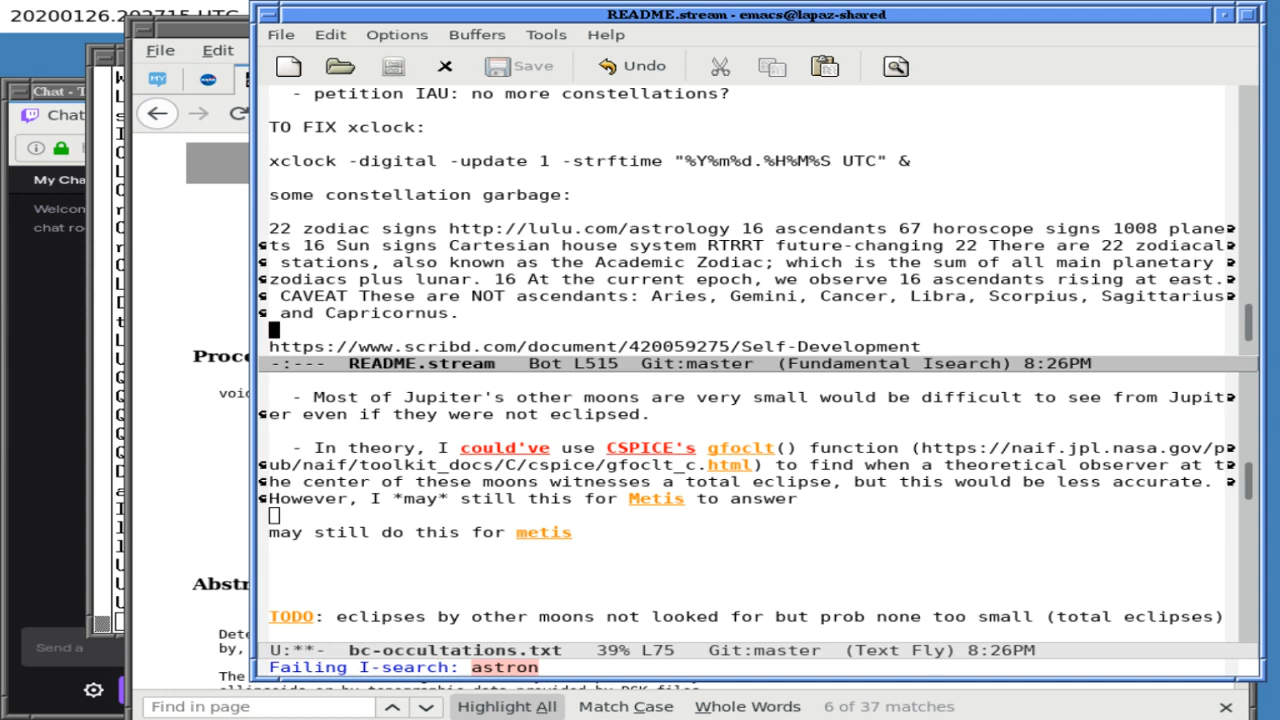 20200126.202715 UTC
README.stream - emacs@lapaz-shared
File Edit Options Buffers Tools Help
Save Undo
- petition IAU: no more constellations?
TO FIX xclock:
xclock -digital -update 1 -strftime "%Y%m%d.%H%M%S UTC" &
some constellation garbage:
22 zodiac signs http://lulu.com/astrology 16 ascendants 67 horoscope signs 1008 plane
ts 16 Sun signs Cartesian house system RTRRT future-changing 22 There are 22 zodiacal
stations, also known as the Academic Zodiac; which is the sum of all main planetary
zodiacs plus lunar. 16 At the current epoch, we observe 16 ascendants rising at east.
CAVEAT These are NOT ascendants: Aries, Gemini, Cancer, Libra, Scorpius, Sagittarius
and Capricornus.
https://www.scribd.com/document/420059275/Self-Development
-:--- README.stream Bot L515 Git:master (Fundamental Isearch) 8:26PM
- Most of Jupiter's other moons are very small would be difficult to see from Jupit
er even if they were not eclipsed.
- In theory, I could've use CSPICE's gfoclt() function (https://naif.jpl.nasa.gov/p
ub/naif/toolkit_docs/C/cspice/gfoclt_c.html) to find when a theoretical observer at t
he center of these moons witnesses a total eclipse, but this would be less accurate.
However, I *may* still this for Metis to answer
may still do this for metis
TODO: eclipses by other moons not looked for but prob none too small (total eclipses)
U:**- bc-occultations.txt 39% L75 Git:master (Text Fly) 8:26PM
Failing I-search: astron
File Edit
MY
Chat - T
Chat
My Cha
Welcon
chat ro
Send a
Proce
voic
Abstr
Dete
by,
The
Find in page Highlight All Match Case Whole Words 6 of 37 matches